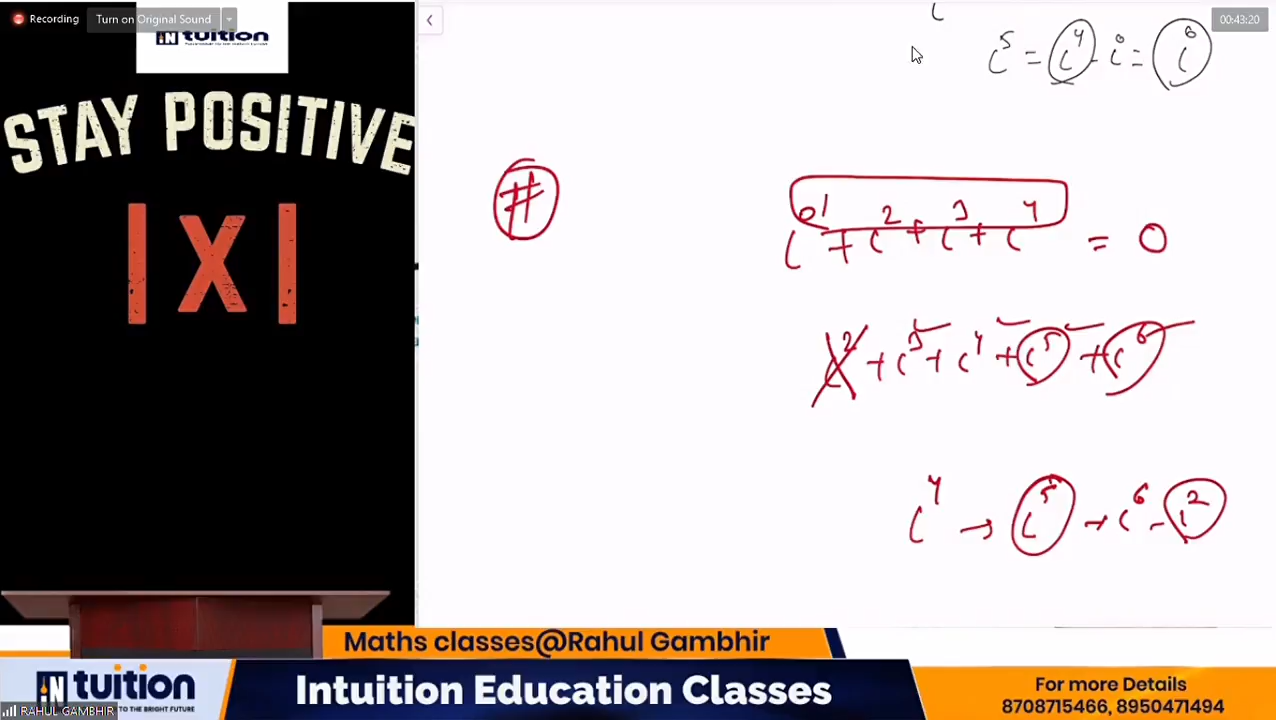 Recording
Turn on Original Sound
00:43:20
tuition
STAY POSITIVE
|X|
i⁵ = i⁴ · i = i
#
i¹ + i² + i³ + i⁴ = 0
i² + i³ + i⁴ + i⁵ + i⁶
i⁴ → i⁵ → i⁶ - i²
Maths classes@Rahul Gambhir
IN tuition
TO THE BRIGHT FUTURE
Intuition Education Classes
For more Details
8708715466, 8950471494
RAHUL GAMBHIR